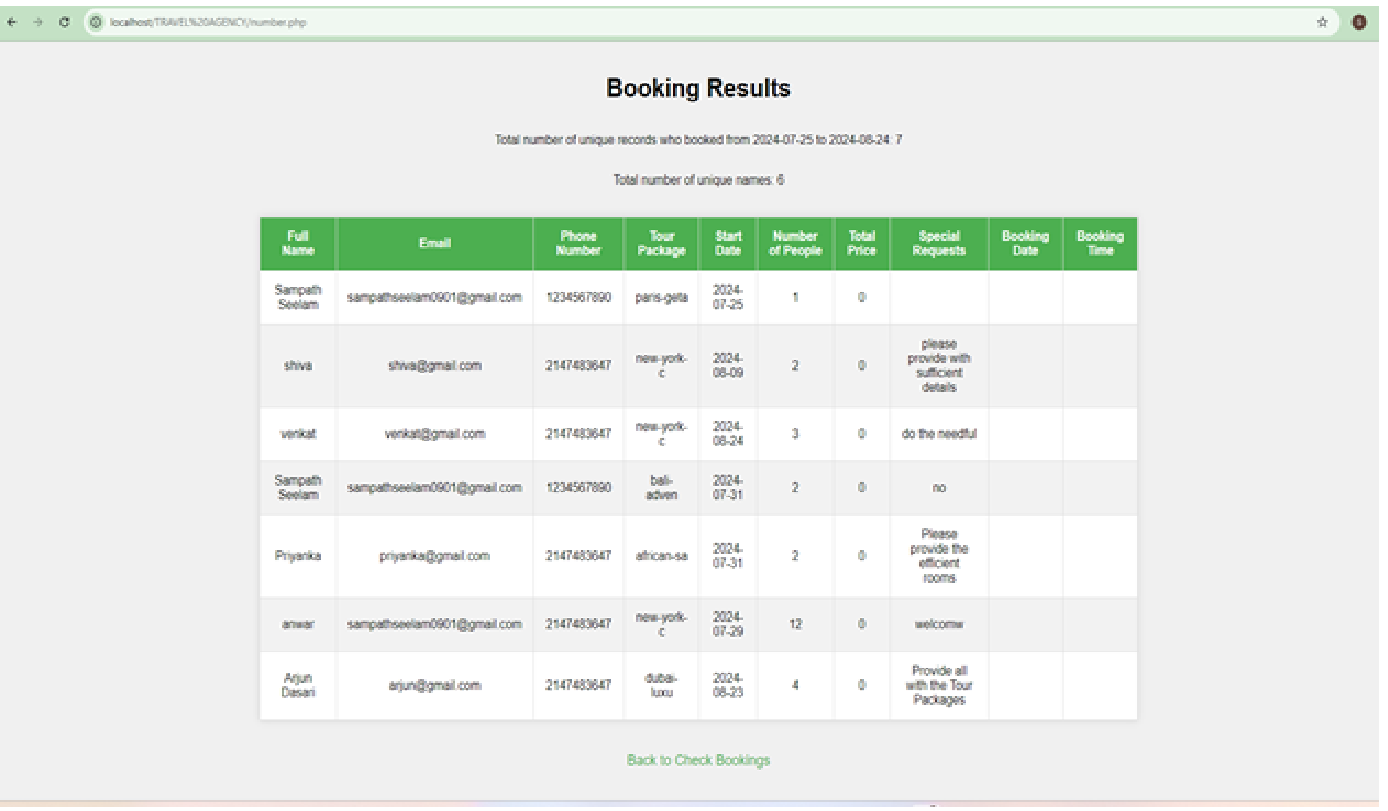 localhost/TRAVEL%20AGENCY/number.php
Booking Results
Total number of unique records who booked from 2024-07-25 to 2024-08-24: 7
Total number of unique names: 6
Full Name Email Phone Number Tour Package Start Date Number of People Total Price Special Requests Booking Date Booking Time
Sampath Seelam sampathseelam0901@gmail.com 1234567890 paris-geta 2024-07-25 1 0
shiva shiva@gmail.com 2147483647 new-york-c 2024-08-09 2 0 please provide with sufficient details
venkat venkat@gmail.com 2147483647 new-york-c 2024-08-24 3 0 do the needful
Sampath Seelam sampathseelam0901@gmail.com 1234567890 bali-adven 2024-07-31 2 0 no
Priyanka priyanka@gmail.com 2147483647 african-sa 2024-07-31 2 0 Please provide the efficient rooms
anwar sampathseelam0901@gmail.com 2147483647 new-york-c 2024-07-29 12 0 welcomw
Arjun Dasari arjun@gmail.com 2147483647 dubai-luxu 2024-08-23 4 0 Provide all with the Tour Packages
Back to Check Bookings